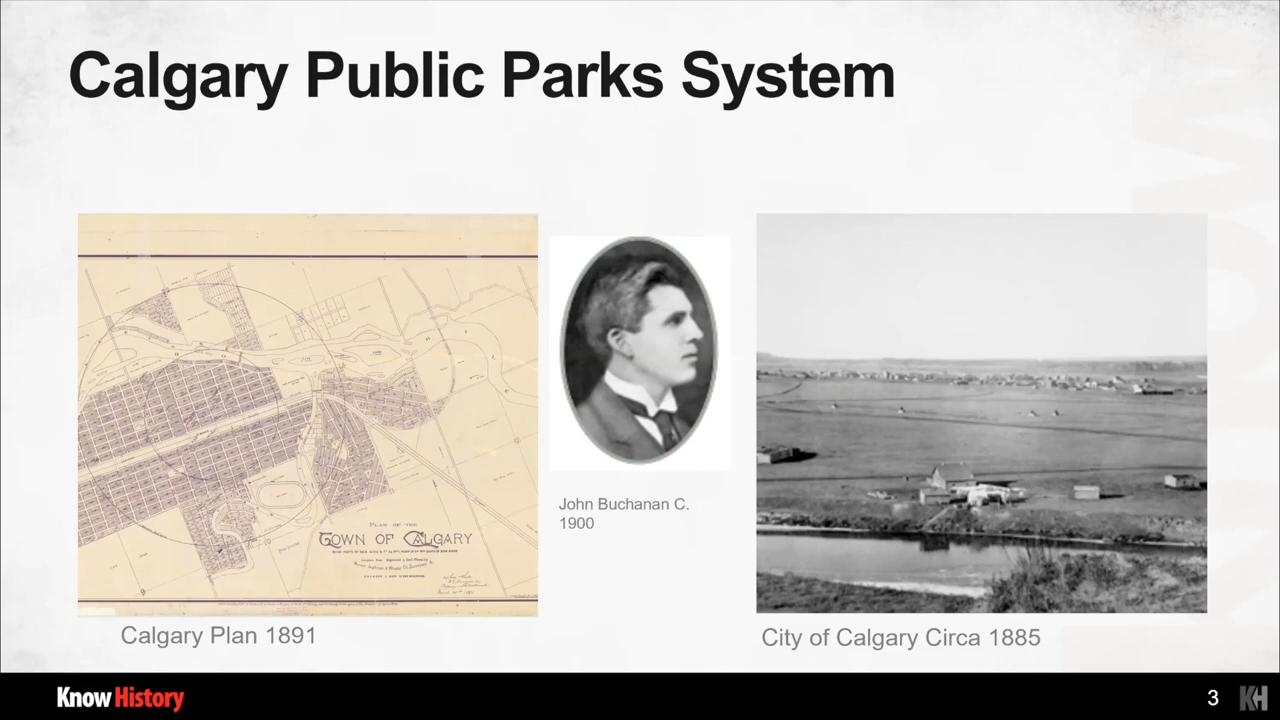 Calgary Public Parks System
PLAN OF THE
TOWN OF CALGARY
John Buchanan C.
1900
Calgary Plan 1891
City of Calgary Circa 1885
Know History
3
KH